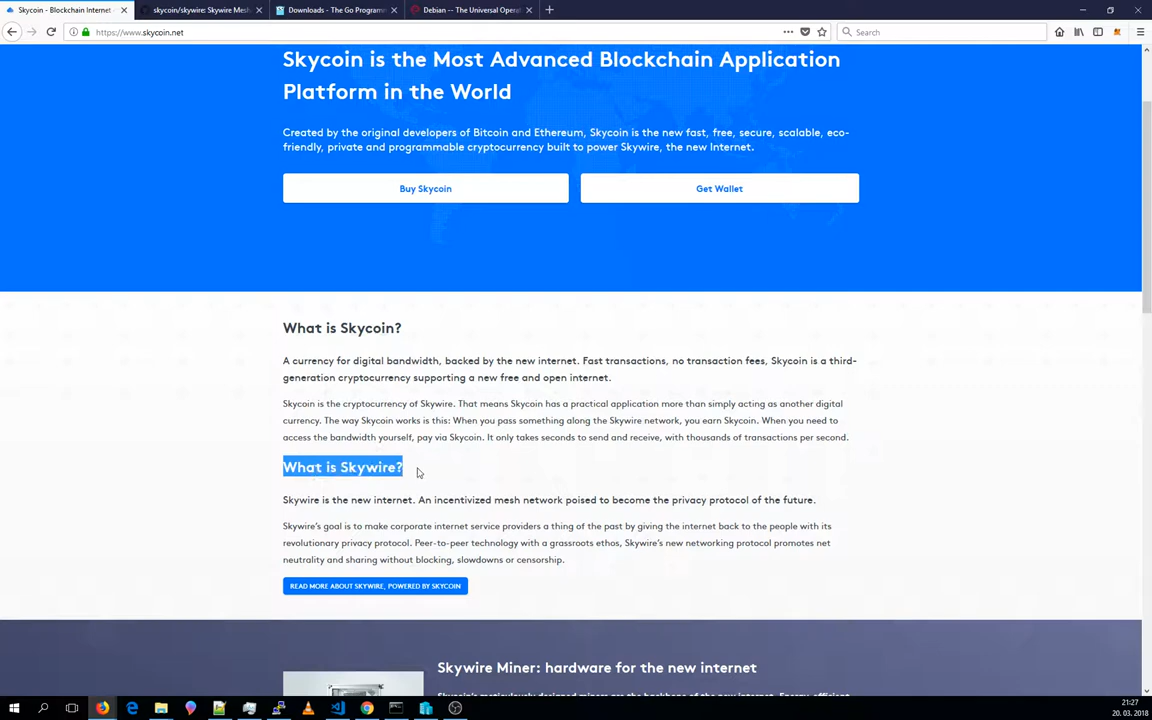 Skycoin - Blockchain Internet
skycoin/skywire: Skywire Mesh
Downloads - The Go Program
Debian -- The Universal Opera
https://www.skycoin.net
Search
Skycoin is the Most Advanced Blockchain Application
Platform in the World
Created by the original developers of Bitcoin and Ethereum, Skycoin is the new fast, free, secure, scalable, eco-
friendly, private and programmable cryptocurrency built to power Skywire, the new Internet.
Buy Skycoin
Get Wallet
What is Skycoin?
A currency for digital bandwidth, backed by the new internet. Fast transactions, no transaction fees, Skycoin is a third-
generation cryptocurrency supporting a new free and open internet.
Skycoin is the cryptocurrency of Skywire. That means Skycoin has a practical application more than simply acting as another digital
currency. The way Skycoin works is this: When you pass something along the Skywire network, you earn Skycoin. When you need to
access the bandwidth yourself, pay via Skycoin. It only takes seconds to send and receive, with thousands of transactions per second.
What is Skywire?
Skywire is the new internet. An incentivized mesh network poised to become the privacy protocol of the future.
Skywire's goal is to make corporate internet service providers a thing of the past by giving the internet back to the people with its
revolutionary privacy protocol. Peer-to-peer technology with a grassroots ethos, Skywire's new networking protocol promotes net
neutrality and sharing without blocking, slowdowns or censorship.
READ MORE ABOUT SKYWIRE, POWERED BY SKYCOIN
Skywire Miner: hardware for the new internet
21:27
20. 03. 2018